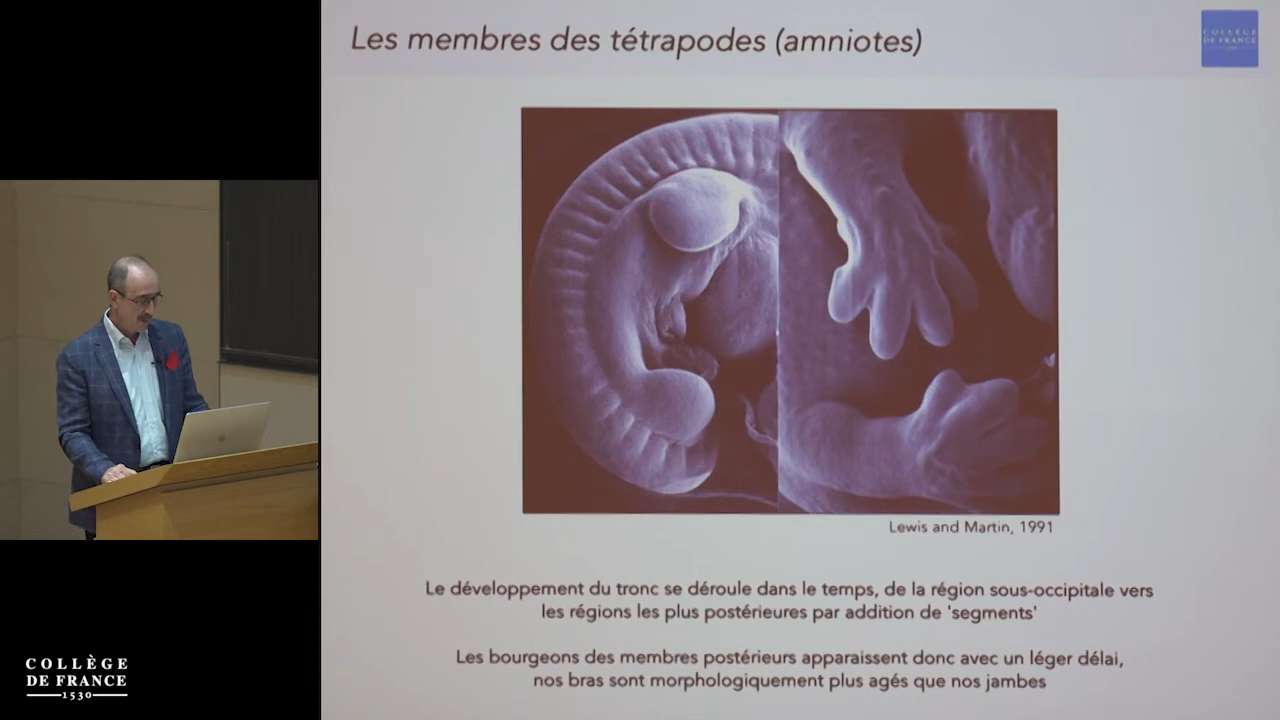 Les membres des tétrapodes (amniotes)
COLLÈGE
DE FRANCE
Lewis and Martin, 1991
Le développement du tronc se déroule dans le temps, de la région sous-occipitale vers
les régions les plus postérieures par addition de 'segments'
Les bourgeons des membres postérieurs apparaissent donc avec un léger délai,
nos bras sont morphologiquement plus agés que nos jambes
COLLÈGE
DE FRANCE
1530